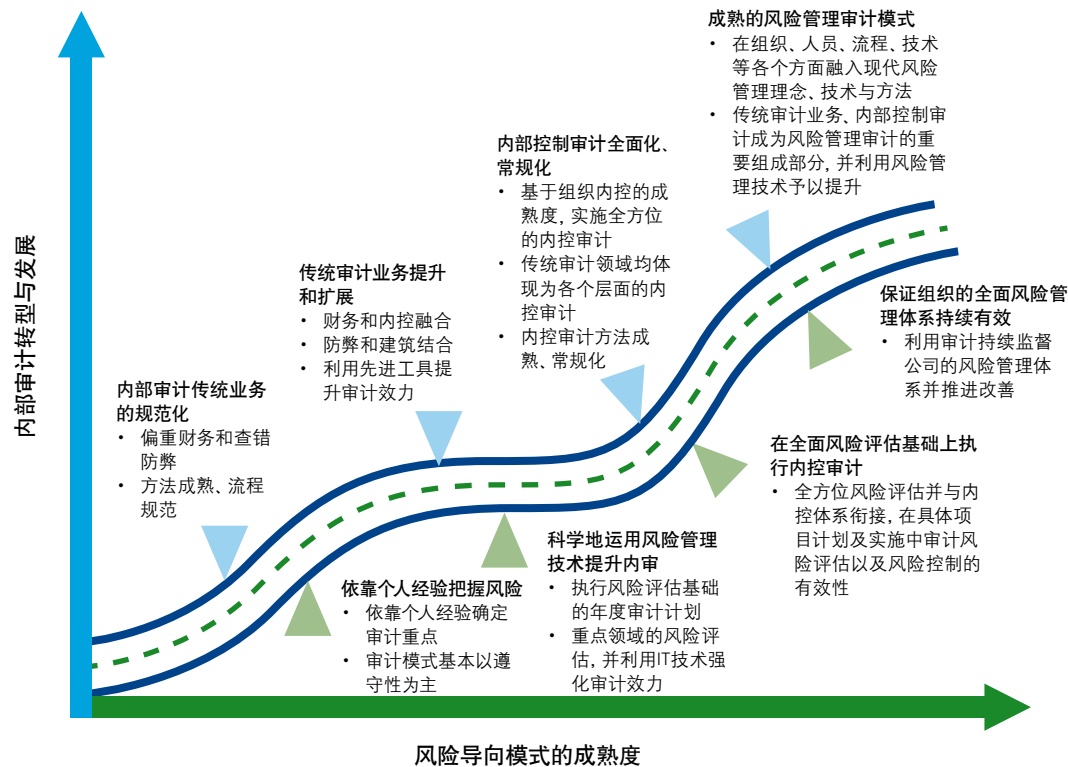 成熟的风险管理审计模式
• 在组织、人员、流程、技术
等各个方面融入现代风险
管理理念、技术与方法
• 传统审计业务、内部控制审
计成为风险管理审计的重
要组成部分, 并利用风险管
理技术予以提升
内部控制审计全面化、
常规化
• 基于组织内控的成
熟度, 实施全方位
的内控审计
• 传统审计领域均体
现为各个层面的内
控审计
• 内控审计方法成
熟、常规化
传统审计业务提升
和扩展
• 财务和内控融合
• 防弊和建筑结合
• 利用先进工具提
升审计效力
内部审计传统业务
的规范化
• 偏重财务和查错
防弊
• 方法成熟、流程
规范
内部审计转型与发展
保证组织的全面风险管
理体系持续有效
• 利用审计持续监督
公司的风险管理体
系并推进改善
在全面风险评估基础上执
行内控审计
• 全方位风险评估并与内
控体系衔接, 在具体项
目计划及实施中审计风
险评估以及风险控制的
有效性
科学地运用风险管理
技术提升内审
• 执行风险评估基础
的年度审计计划
• 重点领域的风险评
估, 并利用IT技术强
化审计效力
依靠个人经验把握风险
• 依靠个人经验确定
审计重点
• 审计模式基本以遵
守性为主
风险导向模式的成熟度